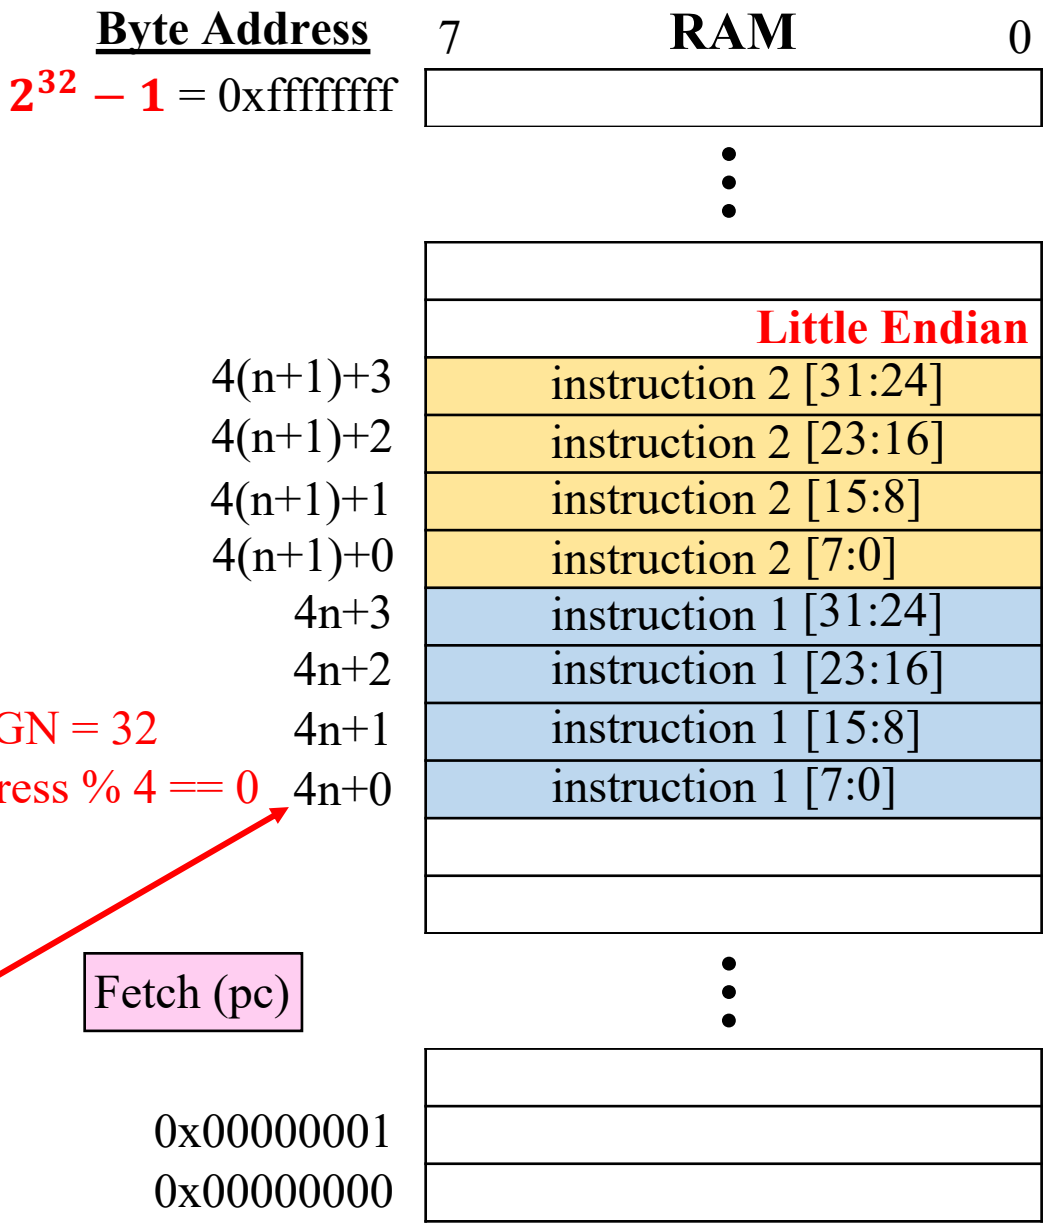 Byte Address 7 RAM 0
2³² − 1 = 0xffffffff
Little Endian
4(n+1)+3 instruction 2 [31:24]
4(n+1)+2 instruction 2 [23:16]
4(n+1)+1 instruction 2 [15:8]
4(n+1)+0 instruction 2 [7:0]
4n+3 instruction 1 [31:24]
4n+2 instruction 1 [23:16]
GN = 32 4n+1 instruction 1 [15:8]
ress % 4 == 0 4n+0 instruction 1 [7:0]
Fetch (pc)
0x00000001
0x00000000